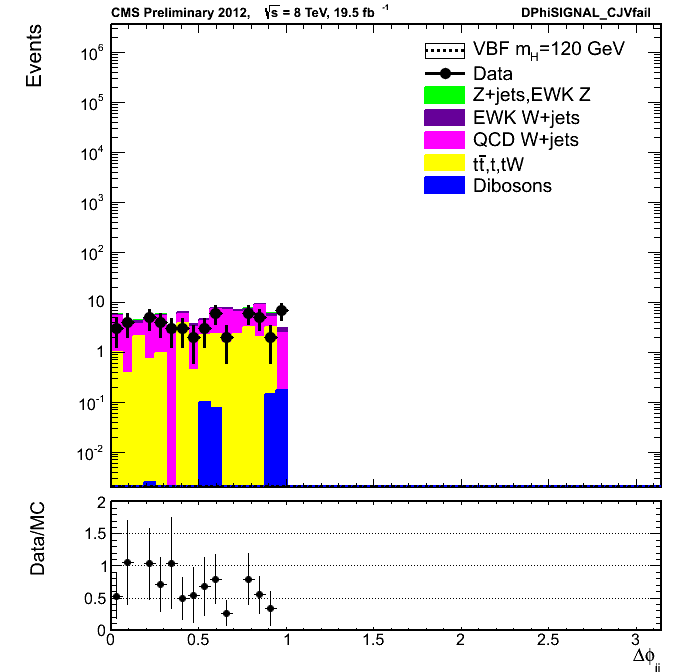 CMS Preliminary 2012, √s = 8 TeV, 19.5 fb⁻¹ DPhiSIGNAL_CJVfail
Events
10⁶
10⁵
10⁴
10³
10²
10
1
10⁻¹
10⁻²
VBF m_H=120 GeV
Data
Z+jets,EWK Z
EWK W+jets
QCD W+jets
tt̄,t,tW
Dibosons
Data/MC
2
1.5
1
0.5
0
0 0.5 1 1.5 2 2.5 3
Δϕ_jj